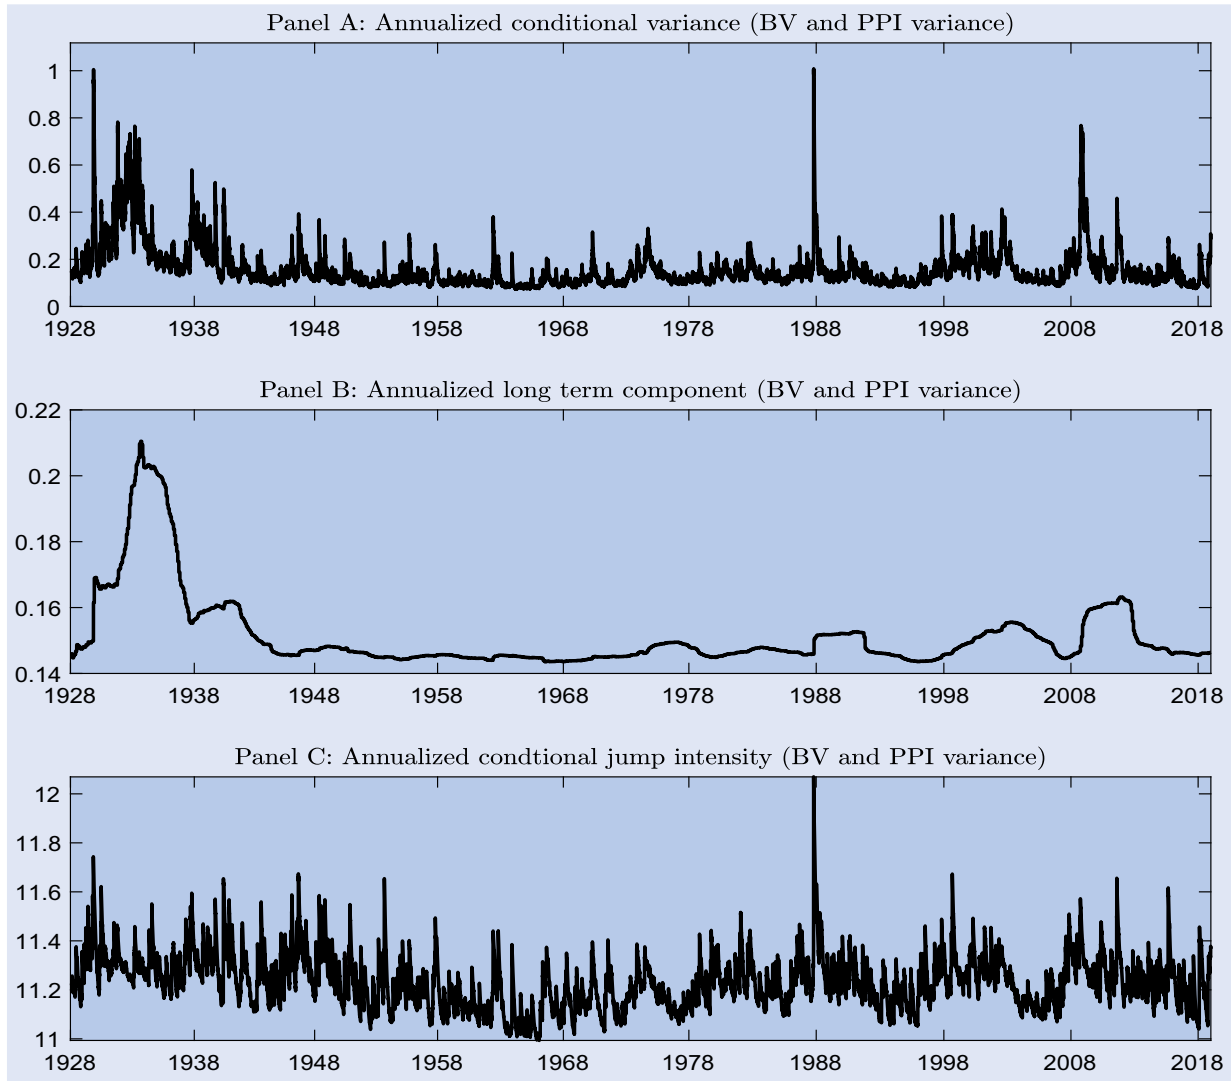 Panel A: Annualized conditional variance (BV and PPI variance)
1
0.8
0.6
0.4
0.2
0
1928 1938 1948 1958 1968 1978 1988 1998 2008 2018
Panel B: Annualized long term component (BV and PPI variance)
0.22
0.2
0.18
0.16
0.14
1928 1938 1948 1958 1968 1978 1988 1998 2008 2018
Panel C: Annualized condtional jump intensity (BV and PPI variance)
12
11.8
11.6
11.4
11.2
11
1928 1938 1948 1958 1968 1978 1988 1998 2008 2018